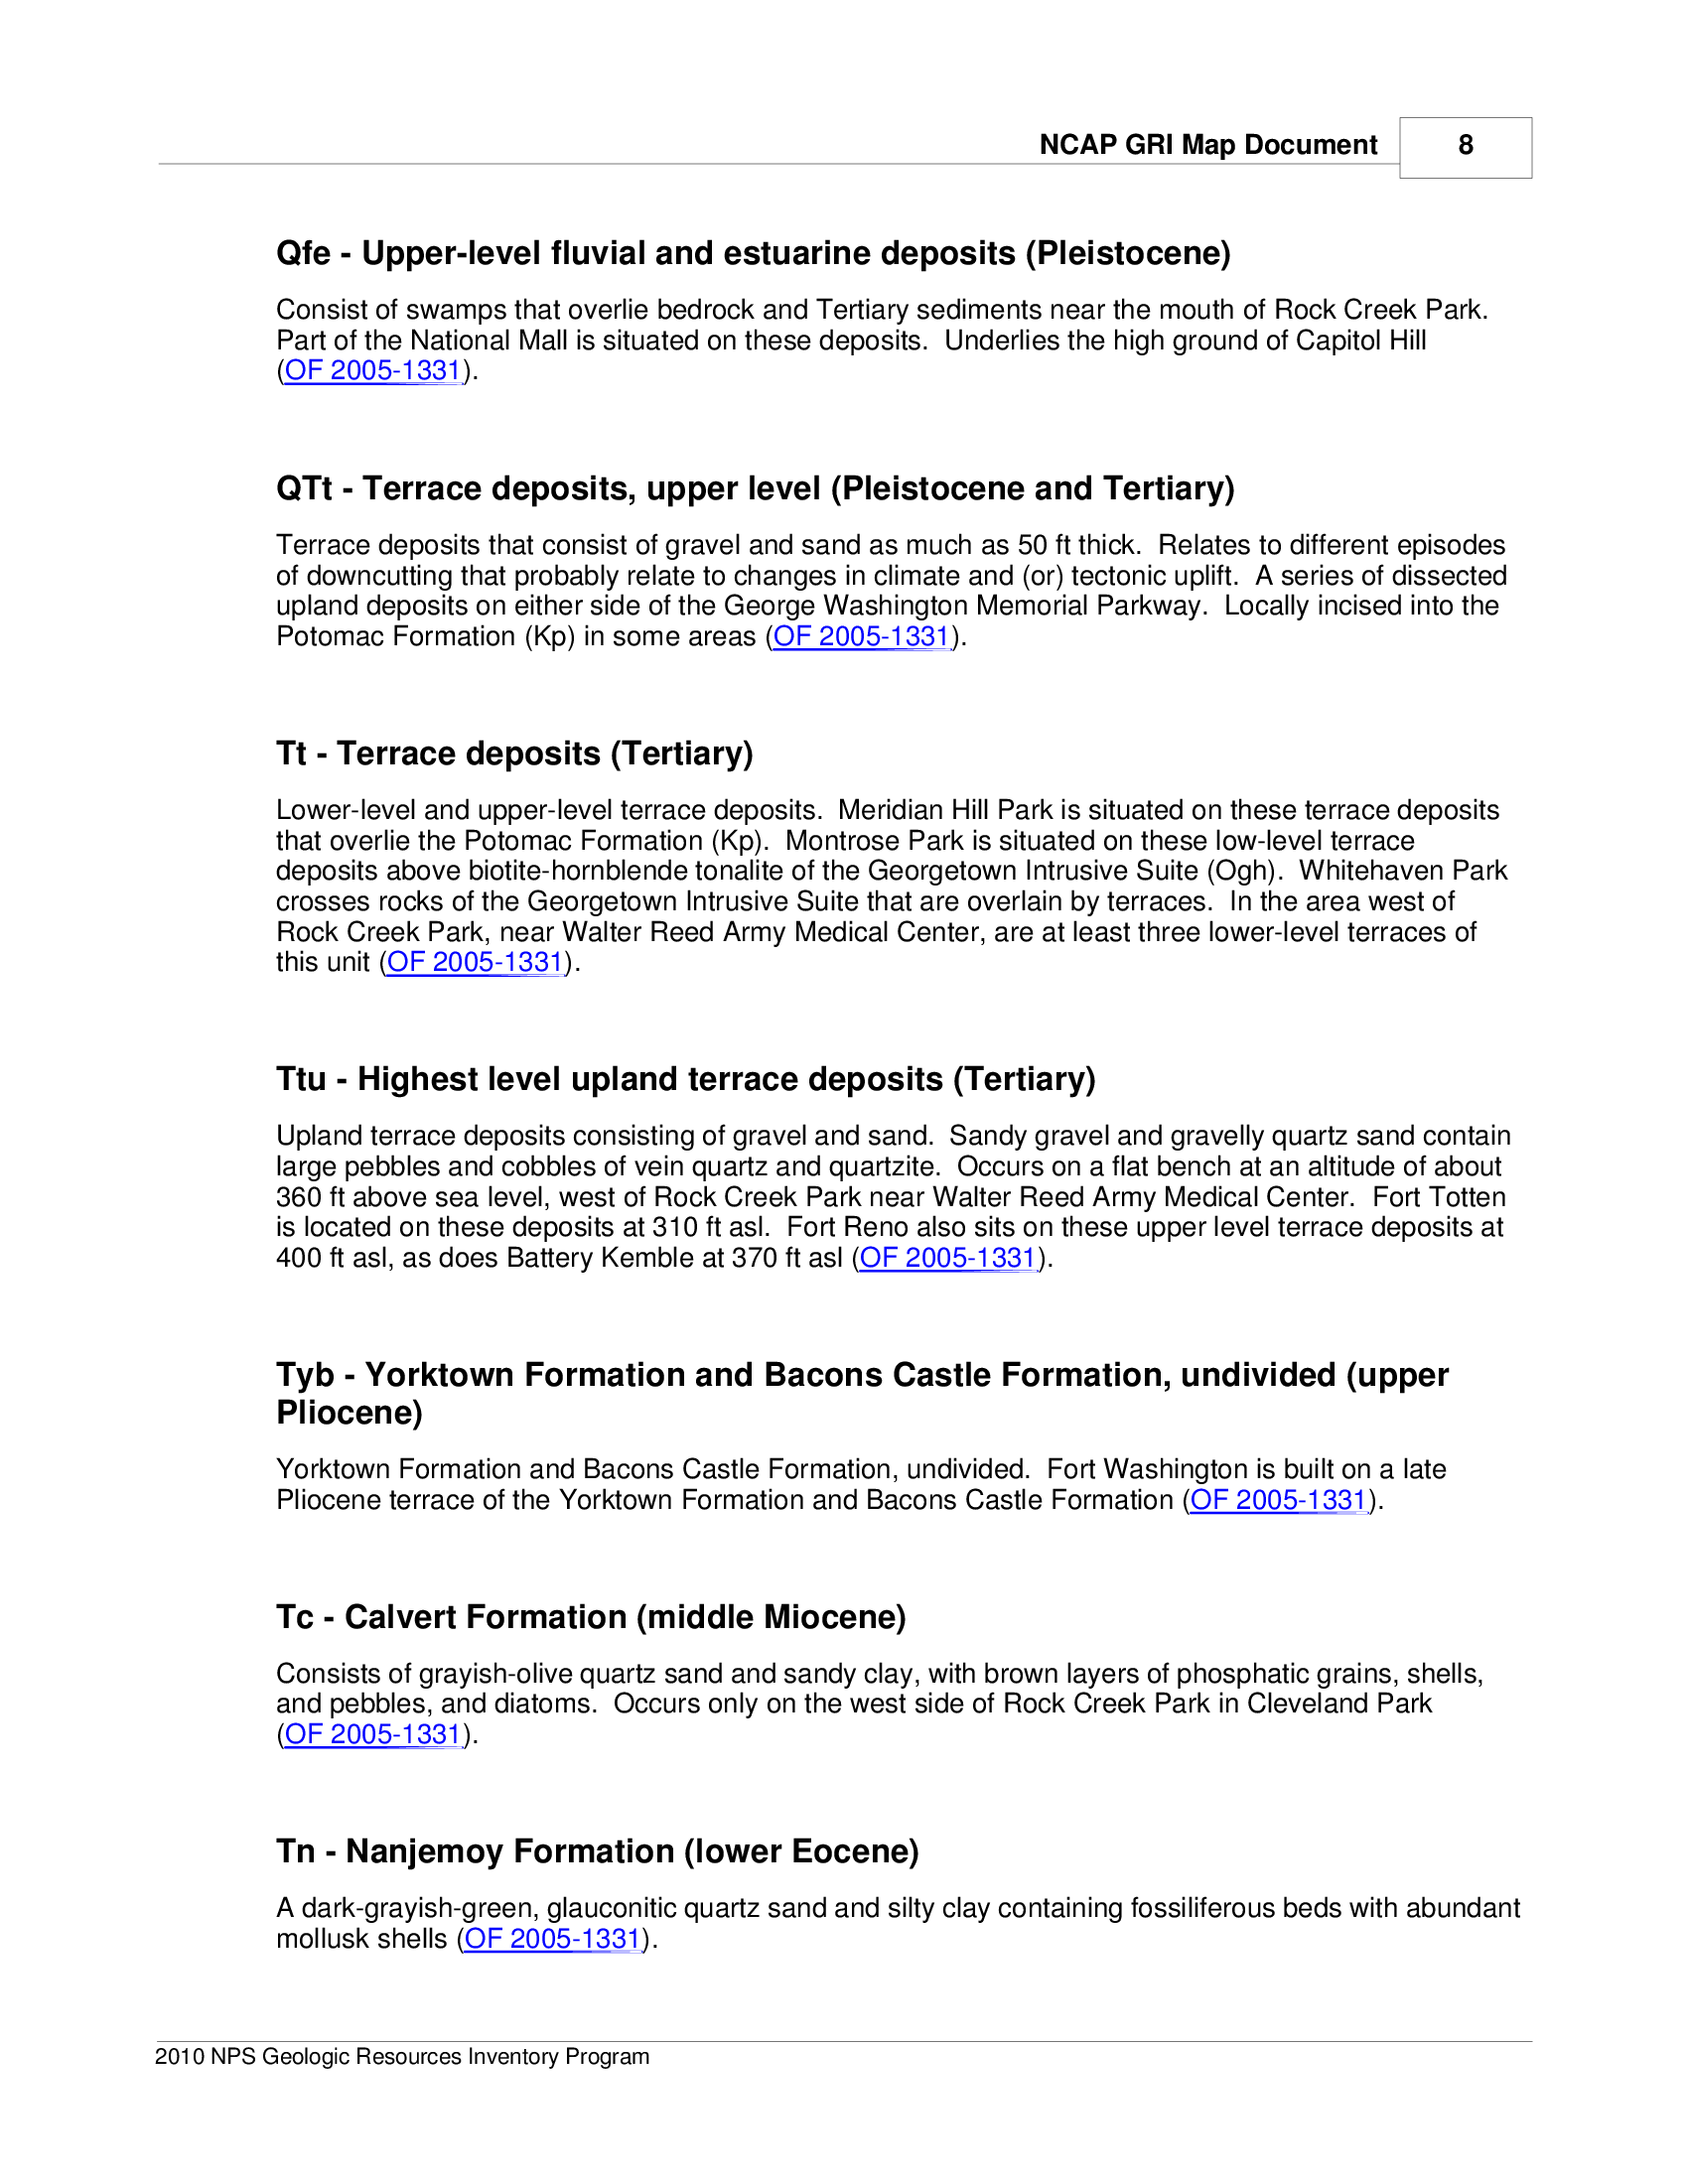 NCAP GRI Map Document 8
Qfe - Upper-level fluvial and estuarine deposits (Pleistocene)
Consist of swamps that overlie bedrock and Tertiary sediments near the mouth of Rock Creek Park.
Part of the National Mall is situated on these deposits.  Underlies the high ground of Capitol Hill
(OF 2005-1331).
QTt - Terrace deposits, upper level (Pleistocene and Tertiary)
Terrace deposits that consist of gravel and sand as much as 50 ft thick.  Relates to different episodes
of downcutting that probably relate to changes in climate and (or) tectonic uplift.  A series of dissected
upland deposits on either side of the George Washington Memorial Parkway.  Locally incised into the
Potomac Formation (Kp) in some areas (OF 2005-1331).
Tt - Terrace deposits (Tertiary)
Lower-level and upper-level terrace deposits.  Meridian Hill Park is situated on these terrace deposits
that overlie the Potomac Formation (Kp).  Montrose Park is situated on these low-level terrace
deposits above biotite-hornblende tonalite of the Georgetown Intrusive Suite (Ogh).  Whitehaven Park
crosses rocks of the Georgetown Intrusive Suite that are overlain by terraces.  In the area west of
Rock Creek Park, near Walter Reed Army Medical Center, are at least three lower-level terraces of
this unit (OF 2005-1331).
Ttu - Highest level upland terrace deposits (Tertiary)
Upland terrace deposits consisting of gravel and sand.  Sandy gravel and gravelly quartz sand contain
large pebbles and cobbles of vein quartz and quartzite.  Occurs on a flat bench at an altitude of about
360 ft above sea level, west of Rock Creek Park near Walter Reed Army Medical Center.  Fort Totten
is located on these deposits at 310 ft asl.  Fort Reno also sits on these upper level terrace deposits at
400 ft asl, as does Battery Kemble at 370 ft asl (OF 2005-1331).
Tyb - Yorktown Formation and Bacons Castle Formation, undivided (upper
Pliocene)
Yorktown Formation and Bacons Castle Formation, undivided.  Fort Washington is built on a late
Pliocene terrace of the Yorktown Formation and Bacons Castle Formation (OF 2005-1331).
Tc - Calvert Formation (middle Miocene)
Consists of grayish-olive quartz sand and sandy clay, with brown layers of phosphatic grains, shells,
and pebbles, and diatoms.  Occurs only on the west side of Rock Creek Park in Cleveland Park
(OF 2005-1331).
Tn - Nanjemoy Formation (lower Eocene)
A dark-grayish-green, glauconitic quartz sand and silty clay containing fossiliferous beds with abundant
mollusk shells (OF 2005-1331).
2010 NPS Geologic Resources Inventory Program